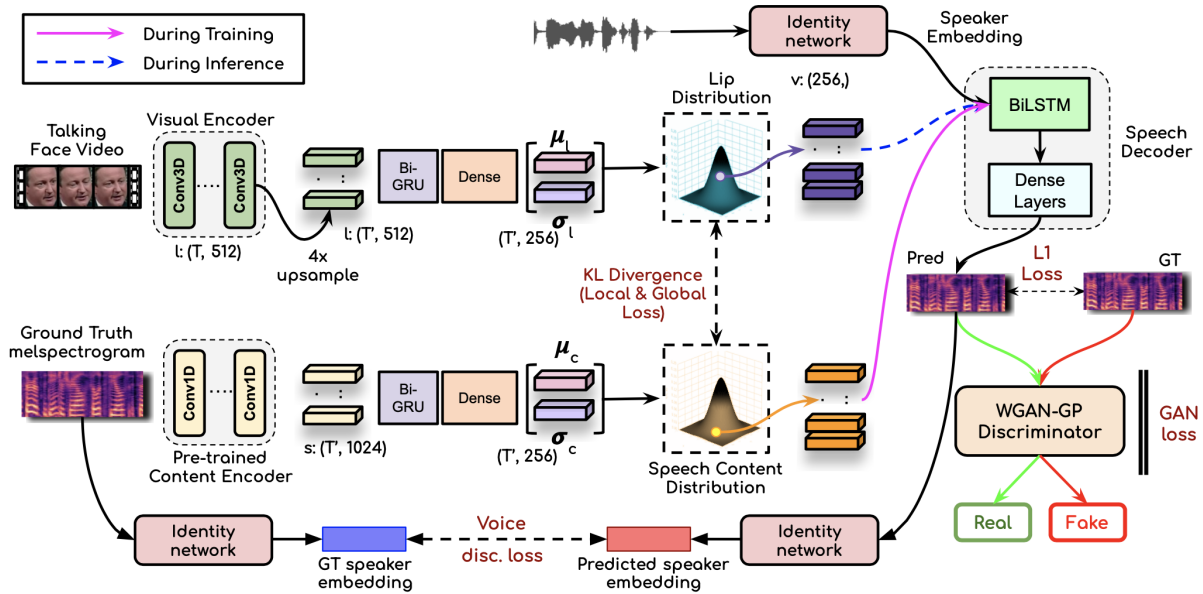 During Training
During Inference
Identity
network
Speaker
Embedding
v: (256,)
Talking
Face Video
Visual Encoder
Conv3D
Conv3D
l: (T, 512)
4x
upsample
l: (T', 512)
Bi-
GRU
Dense
μ l
σ l
(T', 256)
Lip
Distribution
BiLSTM
Dense
Layers
Speech
Decoder
KL Divergence
(Local & Global
Loss)
Pred
L1
Loss
GT
Ground Truth
melspectrogram
Conv1D
Conv1D
Pre-trained
Content Encoder
s: (T', 1024)
Bi-
GRU
Dense
μ c
σ c
(T', 256)
Speech Content
Distribution
WGAN-GP
Discriminator
GAN
loss
Real
Fake
Identity
network
GT speaker
embedding
Voice
disc. loss
Predicted speaker
embedding
Identity
network